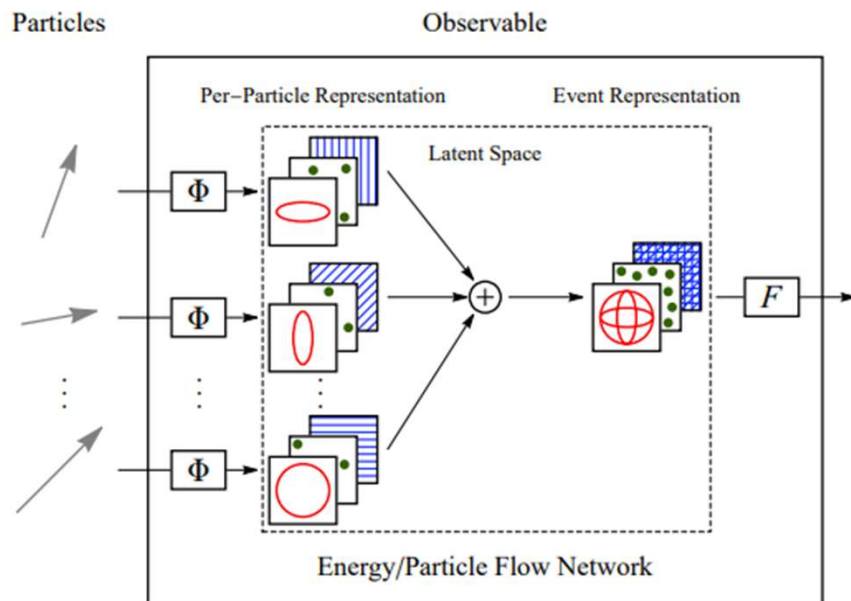 Particles
Observable
Per−Particle Representation
Event Representation
Latent Space
Φ
+
F
Φ
⋮
⋮
⋮
Φ
Energy/Particle Flow Network